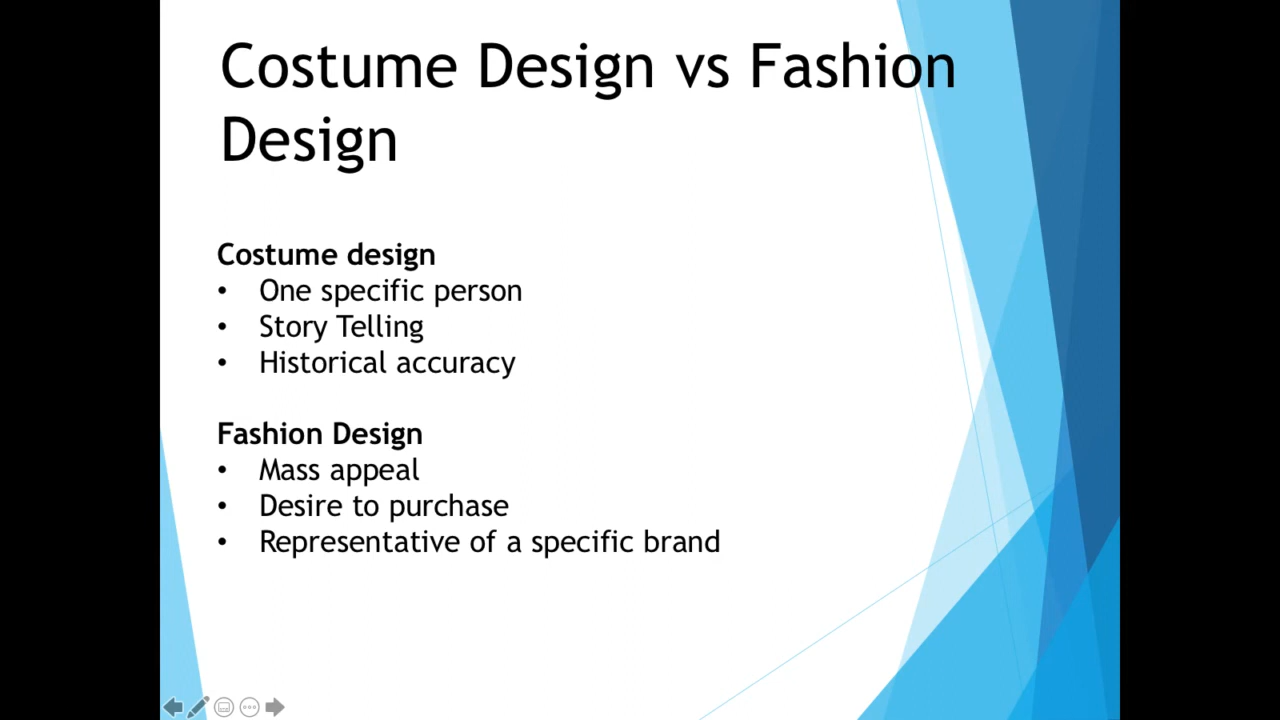 Costume Design vs Fashion
Design
Costume design
• One specific person
• Story Telling
• Historical accuracy
Fashion Design
• Mass appeal
• Desire to purchase
• Representative of a specific brand